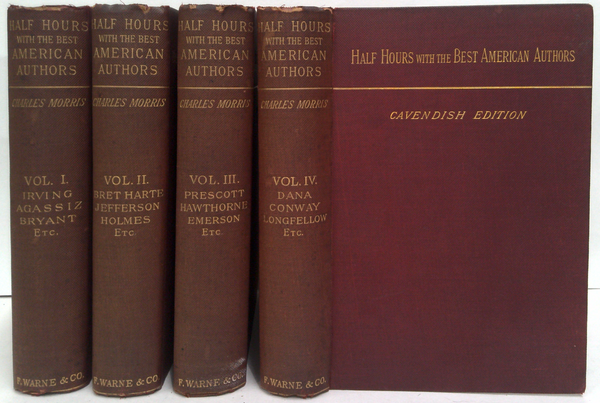 HALF HOURS
WITH THE BEST
AMERICAN
AUTHORS
CHARLES MORRIS
VOL. I.
IRVING
AGASSIZ
BRYANT
ETC.
F. WARNE & CO.
HALF HOURS
WITH THE BEST
AMERICAN
AUTHORS
CHARLES MORRIS
VOL. II.
BRET HARTE
JEFFERSON
HOLMES
ETC.
F. WARNE & CO.
HALF HOURS
WITH THE BEST
AMERICAN
AUTHORS
CHARLES MORRIS
VOL. III.
PRESCOTT
HAWTHORNE
EMERSON
ETC.
F. WARNE & CO.
HALF HOURS
WITH THE BEST
AMERICAN
AUTHORS
CHARLES MORRIS
VOL. IV.
DANA
CONWAY
LONGFELLOW
ETC.
F. WARNE & CO.
HALF HOURS WITH THE BEST AMERICAN AUTHORS
CAVENDISH EDITION